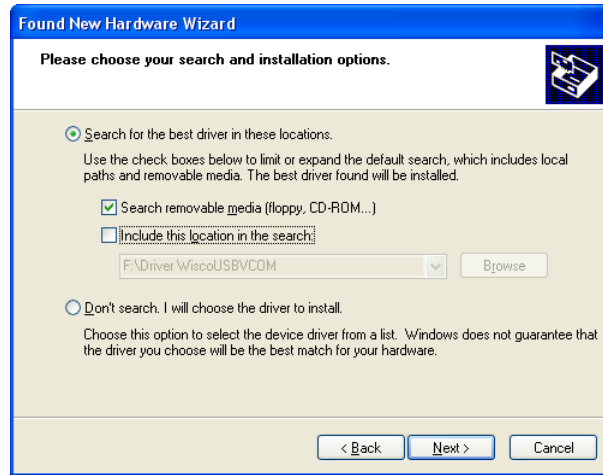 Found New Hardware Wizard
Please choose your search and installation options.
Search for the best driver in these locations.
Use the check boxes below to limit or expand the default search, which includes local
paths and removable media. The best driver found will be installed.
Search removable media (floppy, CD-ROM...)
Include this location in the search:
F:\Driver WiscoUSBVCOM
Browse
Don't search. I will choose the driver to install.
Choose this option to select the device driver from a list. Windows does not guarantee that
the driver you choose will be the best match for your hardware.
< Back Next > Cancel